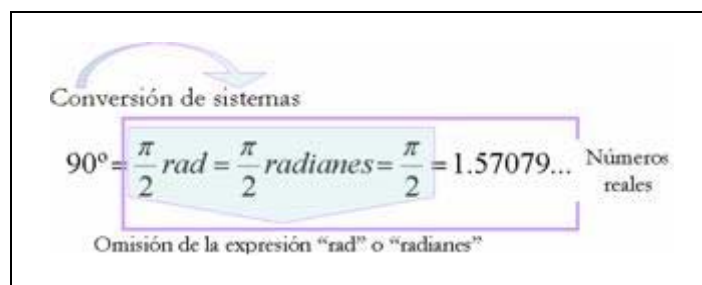 Conversión de sistemas
90º = π/2 rad = π/2 radianes = π/2 = 1.57079...
Números
reales
Omisión de la expresión “rad” o “radianes”